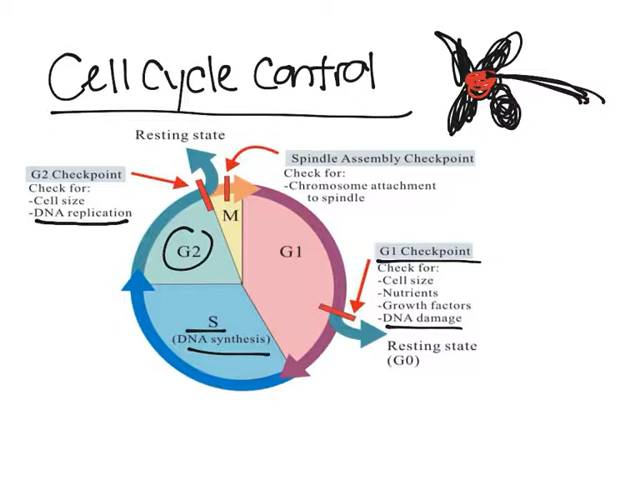 Cell Cycle Control
Resting state
Spindle Assembly Checkpoint
Check for:
-Chromosome attachment
to spindle
G2 Checkpoint
Check for:
-Cell size
-DNA replication
M
G2
G1
G1 Checkpoint
Check for:
-Cell size
-Nutrients
-Growth factors
-DNA damage
S
(DNA synthesis)
Resting state
(G0)